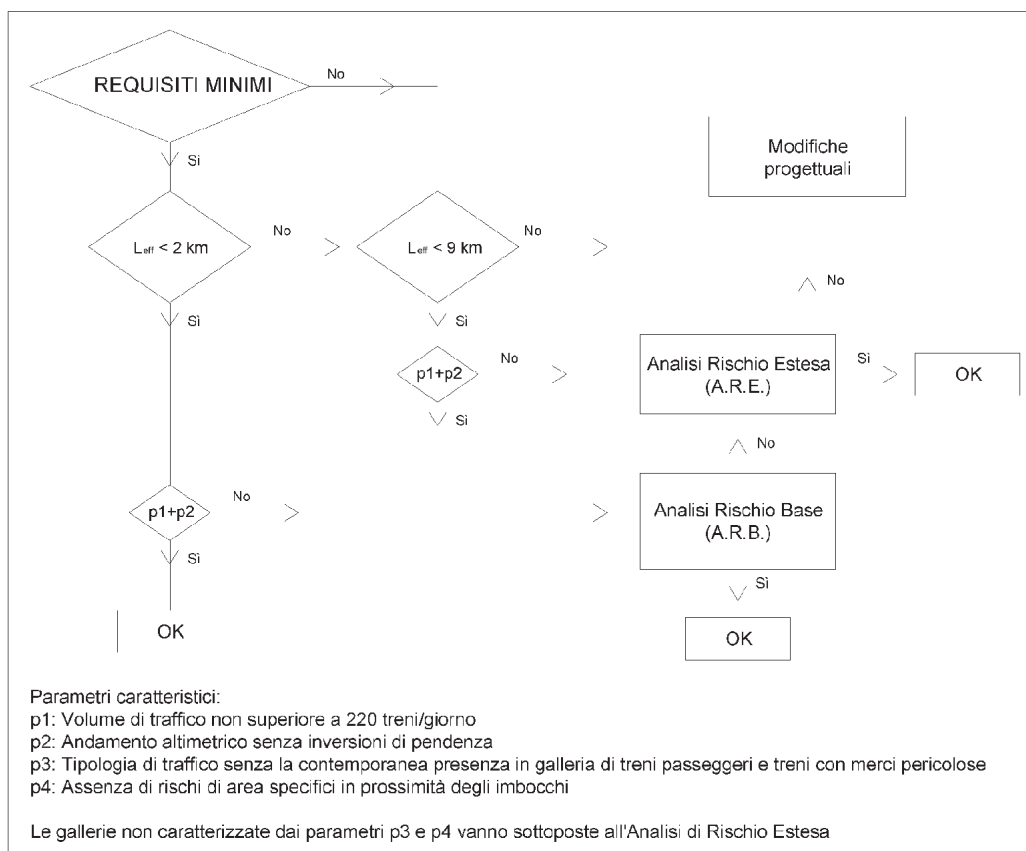 REQUISITI MINIMI
No
Sì
Modifiche
progettuali
Leff < 2 km
No
Leff < 9 km
No
No
Sì
Sì
p1+p2
No
Analisi Rischio Estesa
(A.R.E.)
Sì
OK
Sì
No
p1+p2
No
Analisi Rischio Base
(A.R.B.)
Sì
Sì
OK
OK
Parametri caratteristici:
p1: Volume di traffico non superiore a 220 treni/giorno
p2: Andamento altimetrico senza inversioni di pendenza
p3: Tipologia di traffico senza la contemporanea presenza in galleria di treni passeggeri e treni con merci pericolose
p4: Assenza di rischi di area specifici in prossimità degli imbocchi
Le gallerie non caratterizzate dai parametri p3 e p4 vanno sottoposte all'Analisi di Rischio Estesa